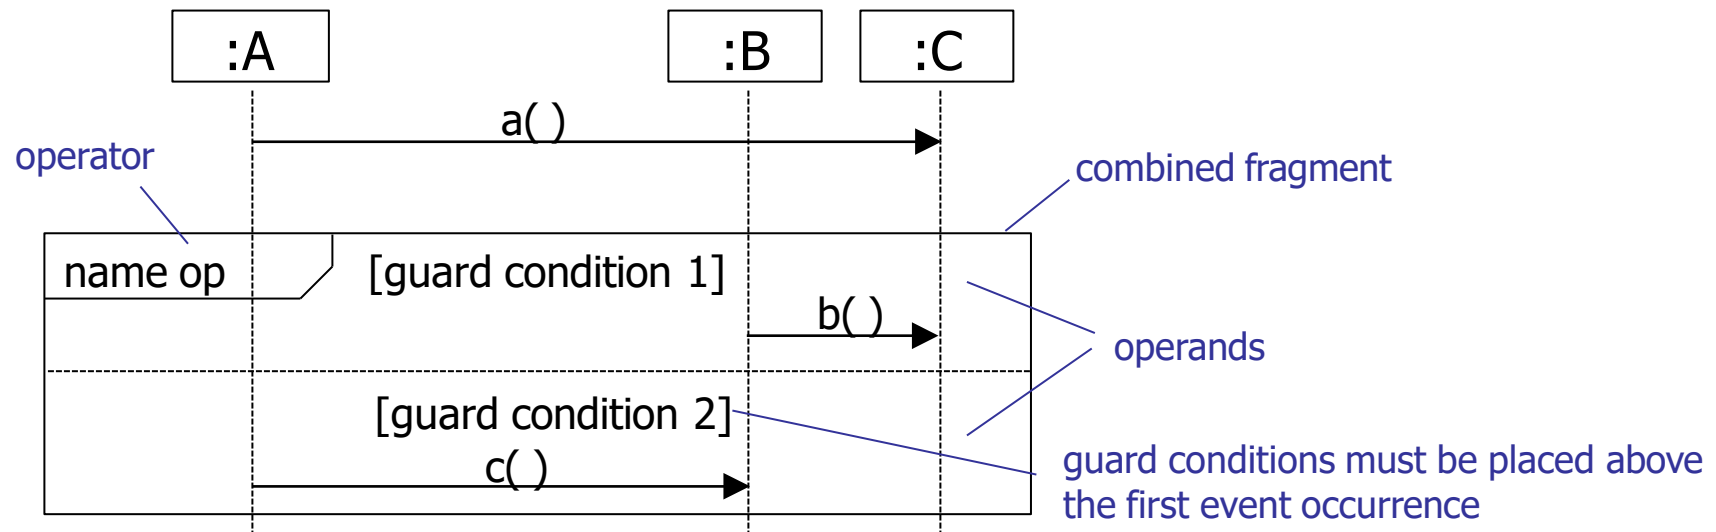 :A
:B
:C
a( )
operator
combined fragment
name op
[guard condition 1]
b( )
operands
[guard condition 2]
c( )
guard conditions must be placed above
the first event occurrence